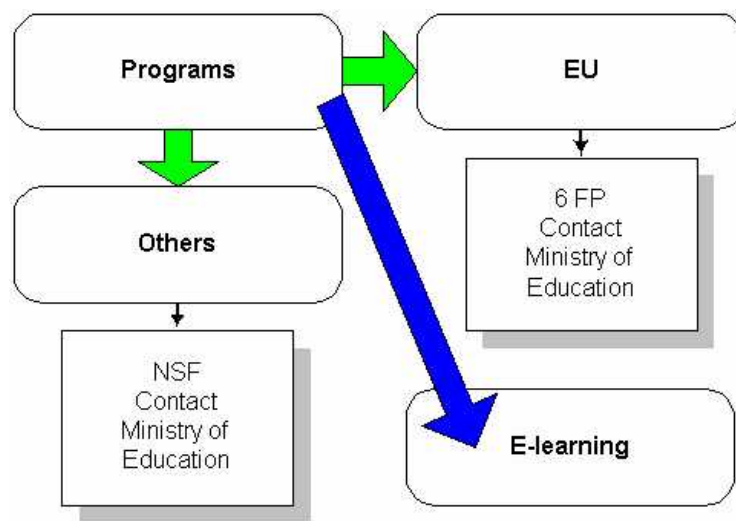 Programs
EU
6 FP
Contact
Ministry of
Education
Others
NSF
Contact
Ministry of
Education
E-learning